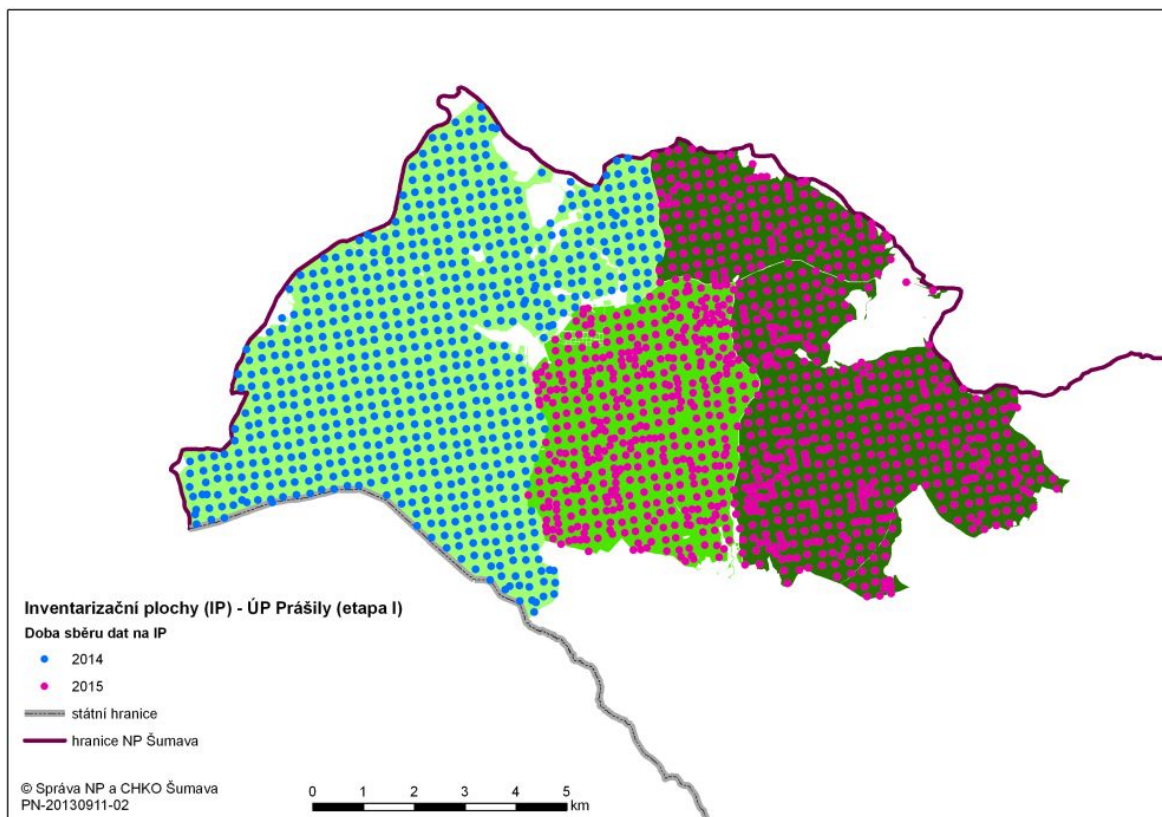 Inventarizační plochy (IP) - ÚP Prášily (etapa I)
Doba sběru dat na IP
2014
2015
státní hranice
hranice NP Šumava
© Správa NP a CHKO Šumava
PN-20130911-02
0 1 2 3 4 5
km